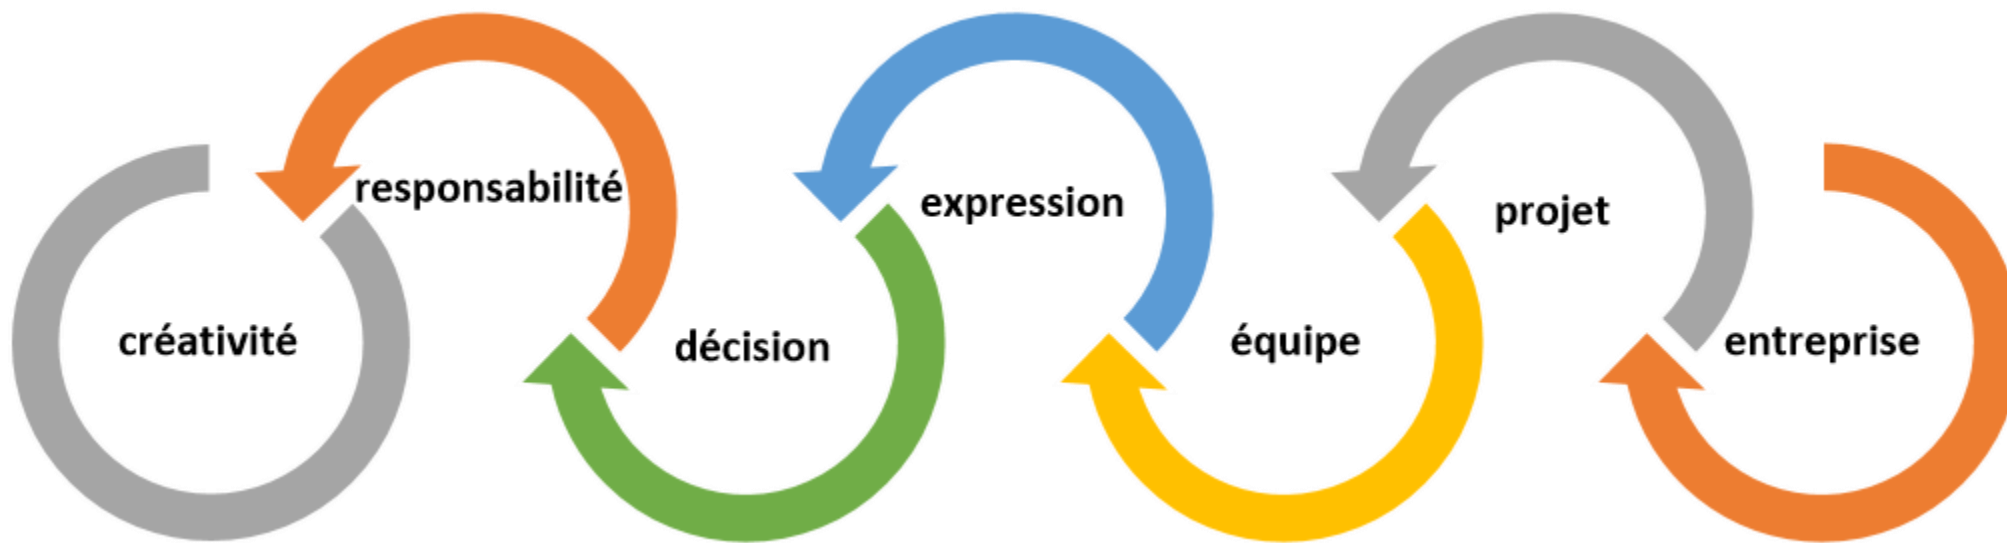 créativité
responsabilité
décision
expression
équipe
projet
entreprise